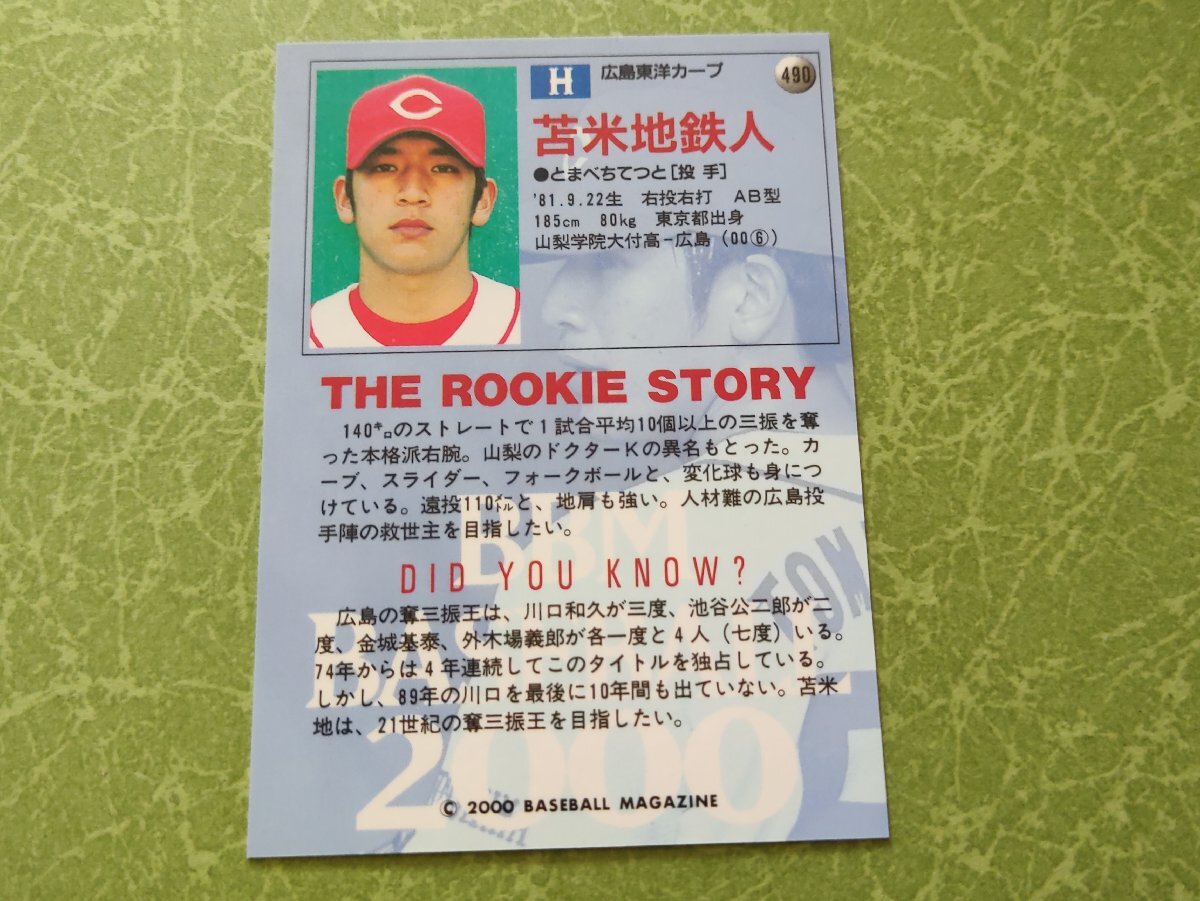 H 広島東洋カープ 490
苫米地鉄人
●とまべちてつと[投 手]
'81.9.22生 右投右打 AB型
185cm 80kg 東京都出身
山梨学院大付高－広島（00⑥）
THE ROOKIE STORY
140㌔のストレートで1試合平均10個以上の三振を奪
った本格派右腕。山梨のドクターKの異名もとった。カ
ーブ、スライダー、フォークボールと、変化球も身につ
けている。遠投110㍍と、地肩も強い。人材難の広島投
手陣の救世主を目指したい。
DID YOU KNOW?
広島の奪三振王は、川口和久が三度、池谷公二郎が二
度、金城基泰、外木場義郎が各一度と4人（七度）いる。
74年からは4年連続してこのタイトルを独占している。
しかし、89年の川口を最後に10年間も出ていない。苫米
地は、21世紀の奪三振王を目指したい。
BBM
BASEBALL
2000
© 2000 BASEBALL MAGAZINE